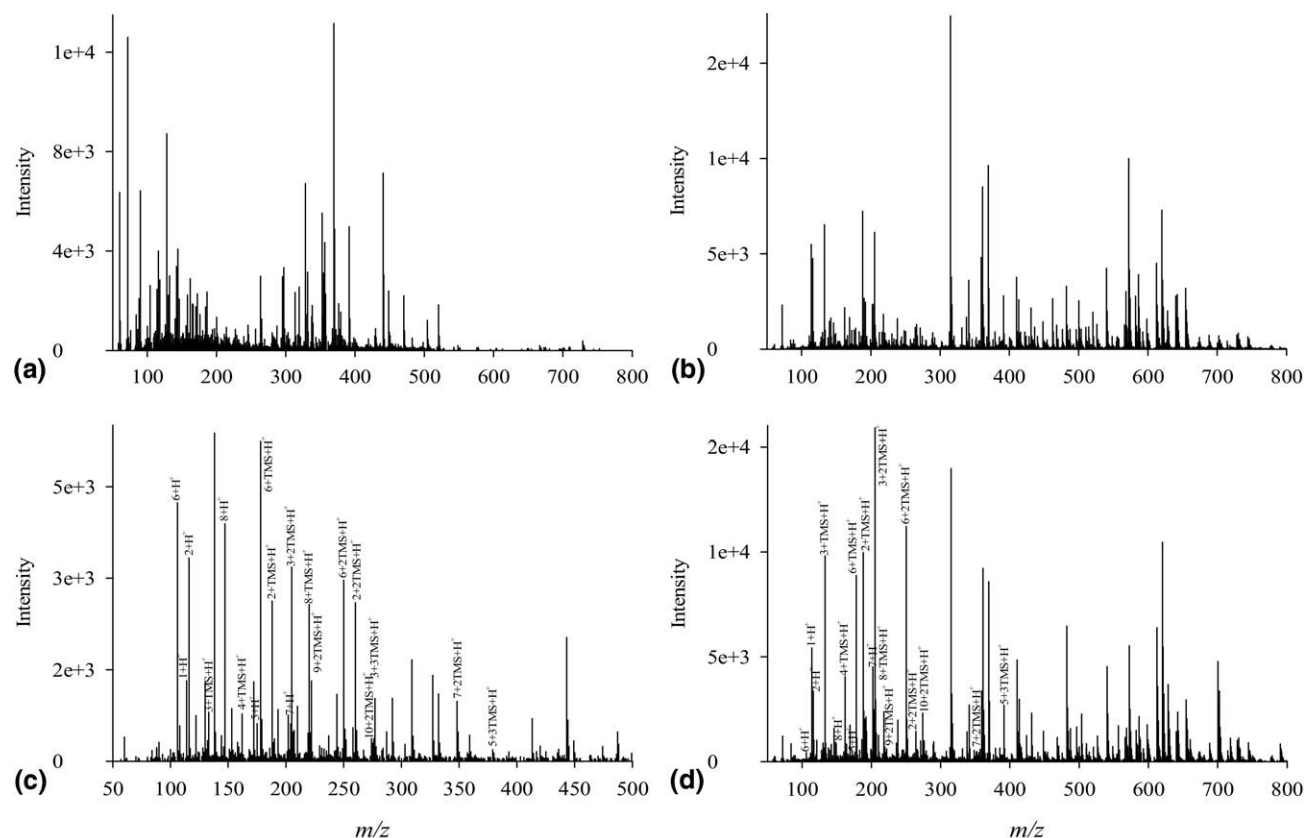 1e+4
8e+3
4e+3
0
Intensity
100 200 300 400 500 600 700 800
(a)
2e+4
1e+4
5e+3
0
Intensity
100 200 300 400 500 600 700 800
(b)
5e+3
3e+3
2e+3
0
Intensity
6+H+
1+H+
2+H+
3+TMS+H+
8+H+
4+TMS+H+
5+H+
6+TMS+H+
2+TMS+H+
7+H+
3+2TMS+H+
8+TMS+H+
9+2TMS+H+
6+2TMS+H+
2+2TMS+H+
10+2TMS+H+
3+3TMS+H+
7+2TMS+H+
5+3TMS+H+
50 100 150 200 250 300 350 400 450 500
(c)
m/z
2e+4
1e+4
5e+3
0
Intensity
6+H+
1+H+
2+H+
3+TMS+H+
8+H+
4+TMS+H+
5+H+
6+TMS+H+
2+TMS+H+
7+H+
3+2TMS+H+
8+TMS+H+
9+2TMS+H+
6+2TMS+H+
2+2TMS+H+
10+2TMS+H+
7+2TMS+H+
5+3TMS+H+
100 200 300 400 500 600 700 800
(d)
m/z